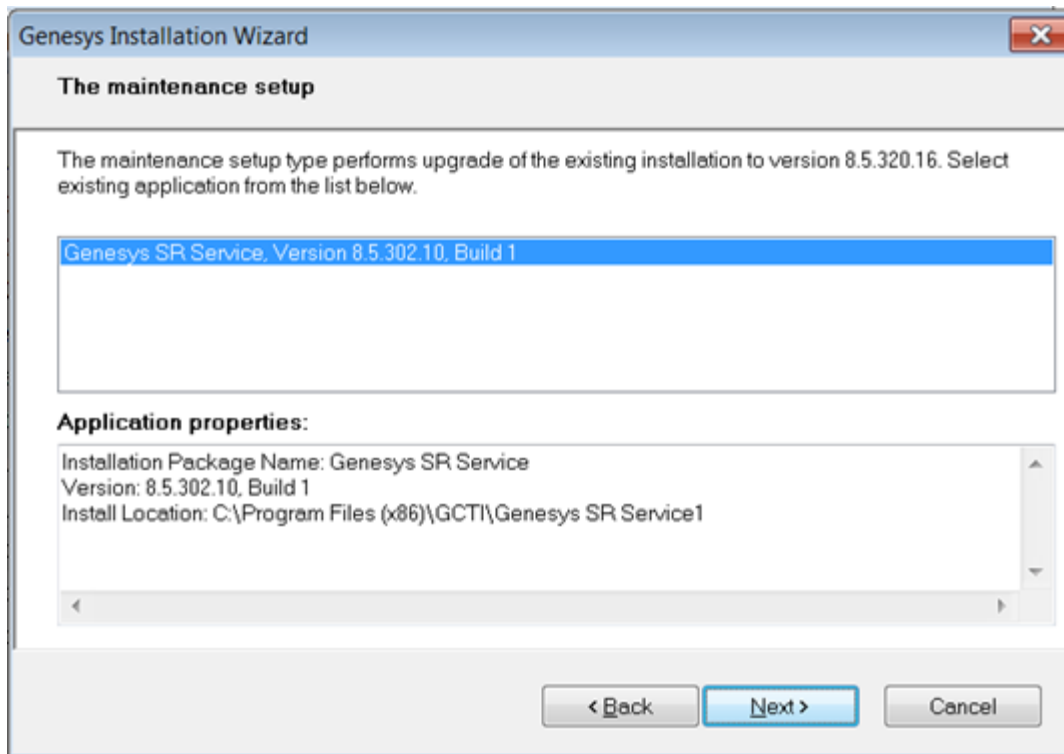 Genesys Installation Wizard
The maintenance setup
The maintenance setup type performs upgrade of the existing installation to version 8.5.320.16. Select
existing application from the list below.
Genesys SR Service, Version 8.5.302.10, Build 1
Application properties:
Installation Package Name: Genesys SR Service
Version: 8.5.302.10, Build 1
Install Location: C:\Program Files (x86)\GCTI\Genesys SR Service1
< Back Next > Cancel